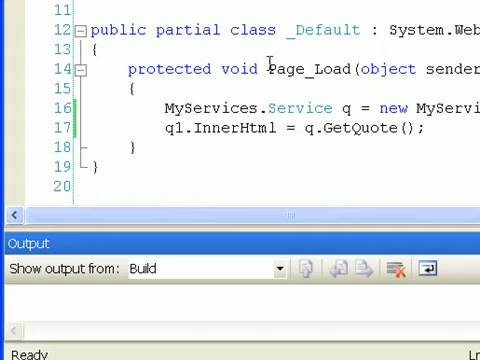 11
12 public partial class _Default : System.Web
13 {
14 protected void Page_Load(object sender
15 {
16 MyServices.Service q = new MyServi
17 q1.InnerHtml = q.GetQuote();
18 }
19 }
20
Output
Show output from: Build
Ready Ln